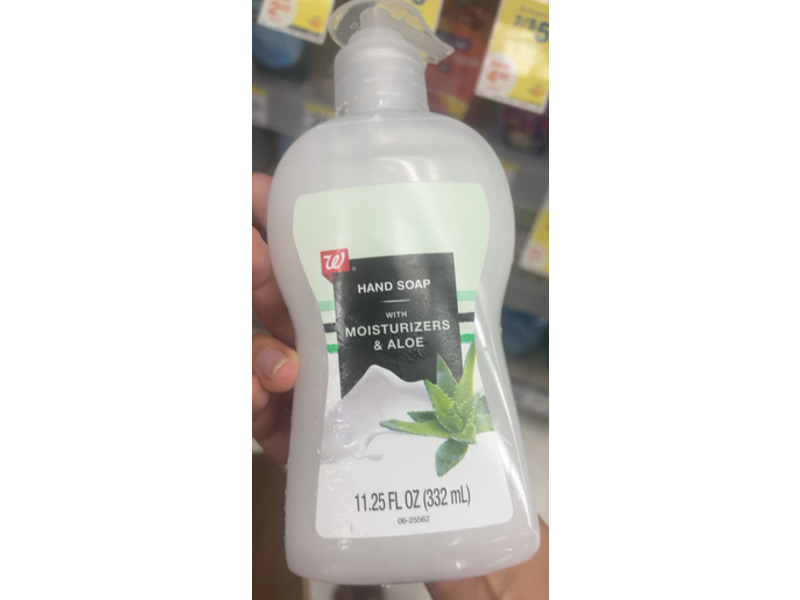 W
HAND SOAP
WITH
MOISTURIZERS
& ALOE
11.25 FL OZ (332 mL)
06-25562